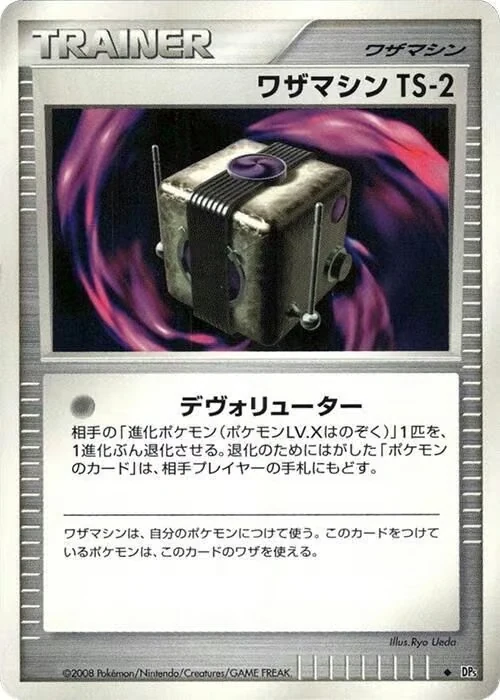 TRAINER
ワザマシン
ワザマシン TS-2
デヴォリューター
相手の「進化ポケモン（ポケモンLV.Xはのぞく）」1匹を、
1進化ぶん退化させる。退化のためにはがした「ポケモン
のカード」は、相手プレイヤーの手札にもどす。
ワザマシンは、自分のポケモンにつけて使う。このカードをつけて
いるポケモンは、このカードのワザを使える。
Illus.Ryo Ueda
©2008 Pokémon/Nintendo/Creatures/GAME FREAK.